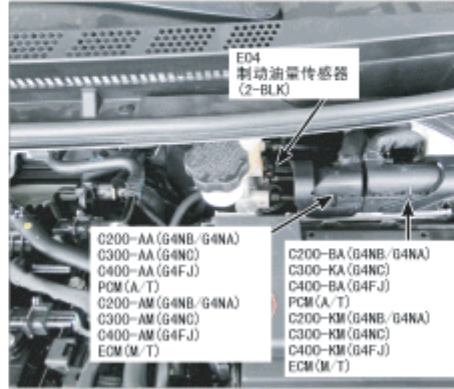 E04
制动油量传感器
(2-BLK)
C200-AA(G4NB/G4NA)
C300-AA(G4NC)
C400-AA(G4FJ)
PCM(A/T)
C200-AM(G4NB/G4NA)
C300-AM(G4NC)
C400-AM(G4FJ)
ECM(M/T)
C200-BA(G4NB/G4NA)
C300-KA(G4NC)
C400-BA(G4FJ)
PCM(A/T)
C200-KM(G4NB/G4NA)
C300-KM(G4NC)
C400-KM(G4FJ)
ECM(M/T)